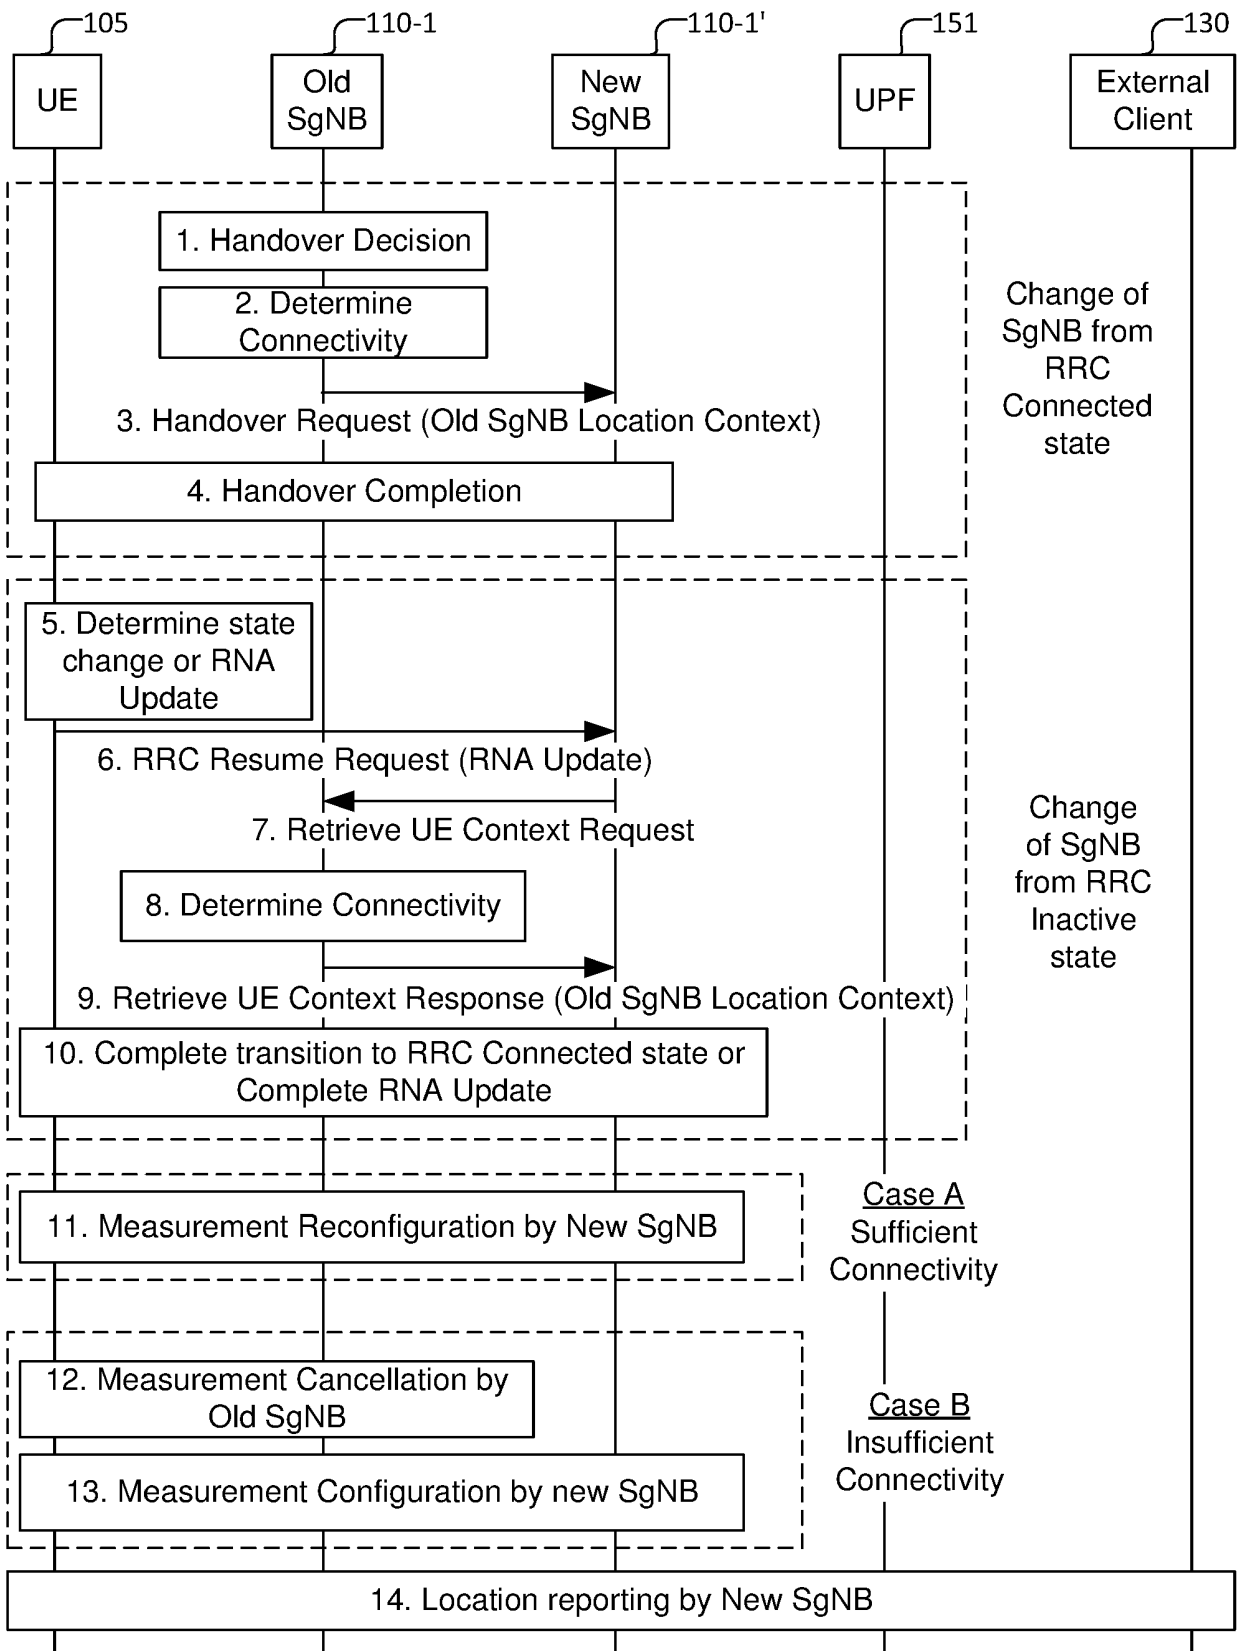 105
110-1
110-1'
151
130
UE
Old
SgNB
New
SgNB
UPF
External
Client
1. Handover Decision
2. Determine
Connectivity
3. Handover Request (Old SgNB Location Context)
4. Handover Completion
Change of
SgNB from
RRC
Connected
state
5. Determine state
change or RNA
Update
6. RRC Resume Request (RNA Update)
7. Retrieve UE Context Request
8. Determine Connectivity
9. Retrieve UE Context Response (Old SgNB Location Context)
10. Complete transition to RRC Connected state or
Complete RNA Update
Change
of SgNB
from RRC
Inactive
state
11. Measurement Reconfiguration by New SgNB
Case A
Sufficient
Connectivity
12. Measurement Cancellation by
Old SgNB
13. Measurement Configuration by new SgNB
Case B
Insufficient
Connectivity
14. Location reporting by New SgNB